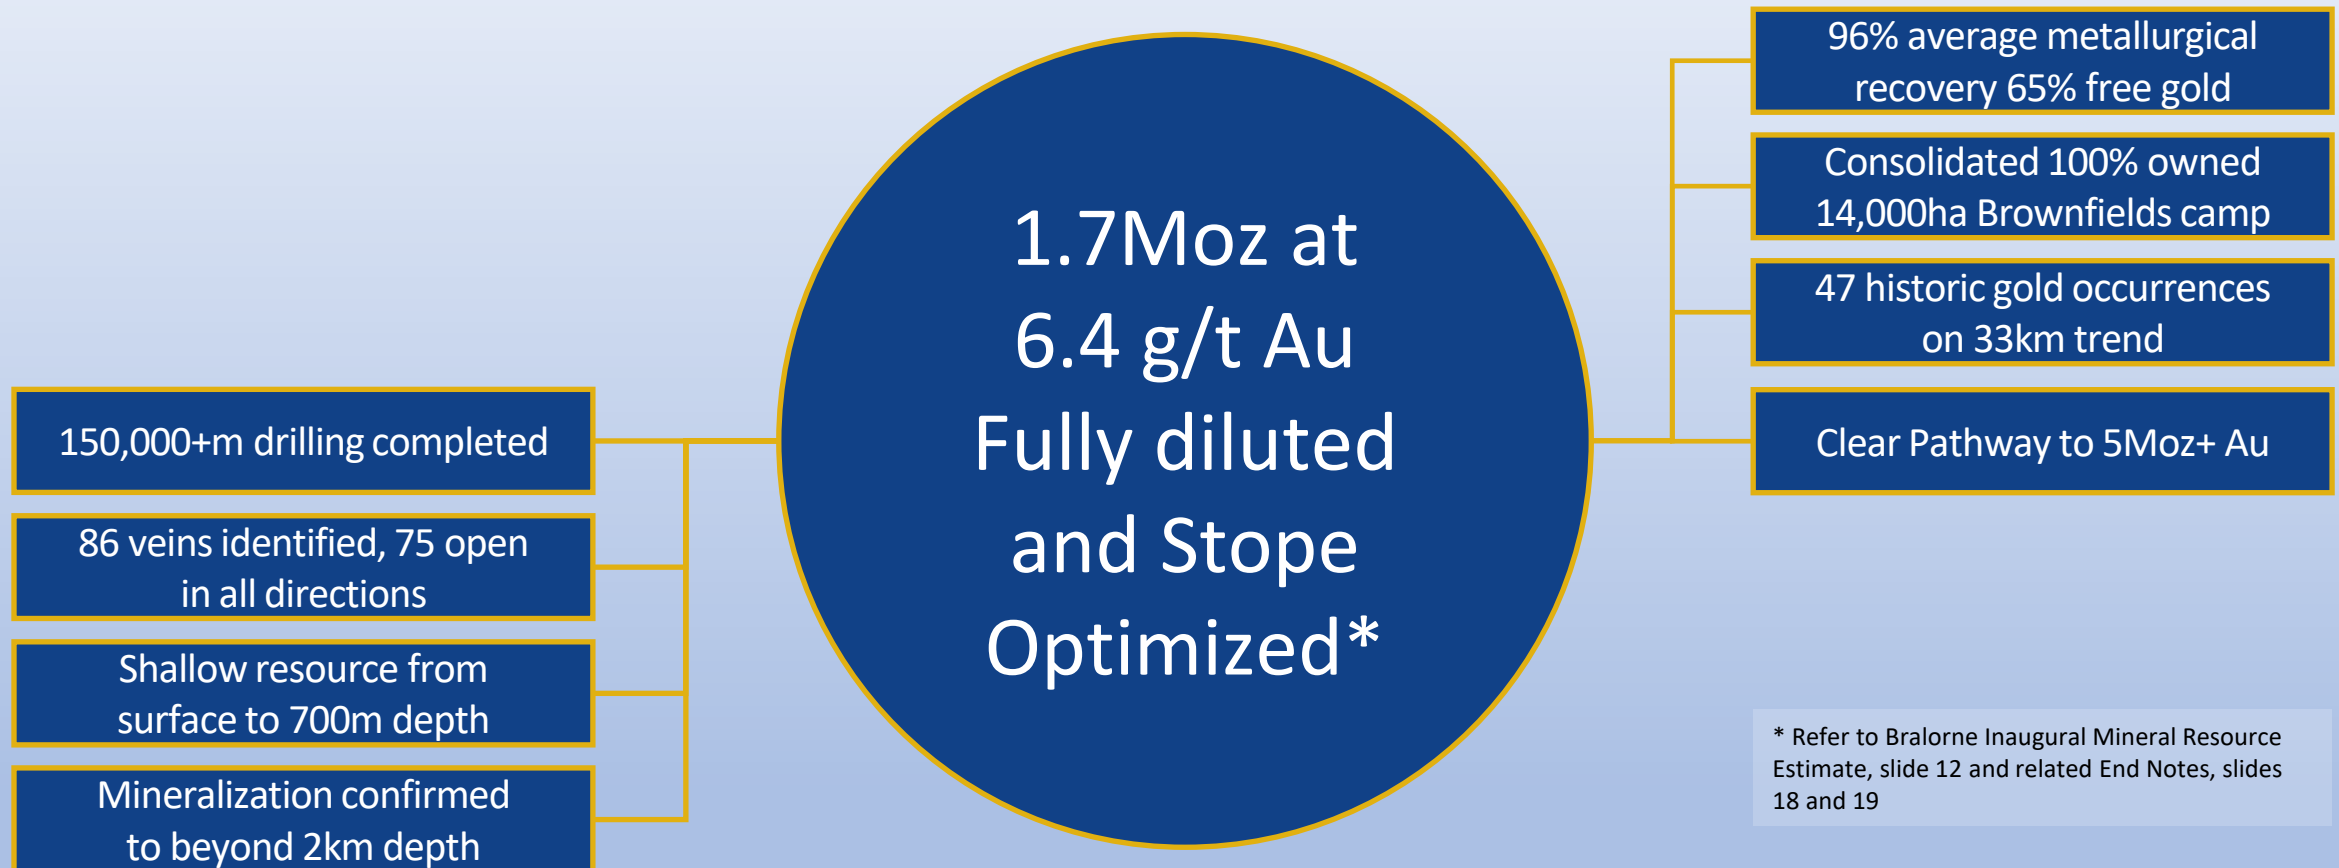 150,000+m drilling completed
86 veins identified, 75 open
in all directions
Shallow resource from
surface to 700m depth
Mineralization confirmed
to beyond 2km depth
1.7Moz at
6.4 g/t Au
Fully diluted
and Stope
Optimized*
96% average metallurgical
recovery 65% free gold
Consolidated 100% owned
14,000ha Brownfields camp
47 historic gold occurrences
on 33km trend
Clear Pathway to 5Moz+ Au
* Refer to Bralorne Inaugural Mineral Resource
Estimate, slide 12 and related End Notes, slides
18 and 19